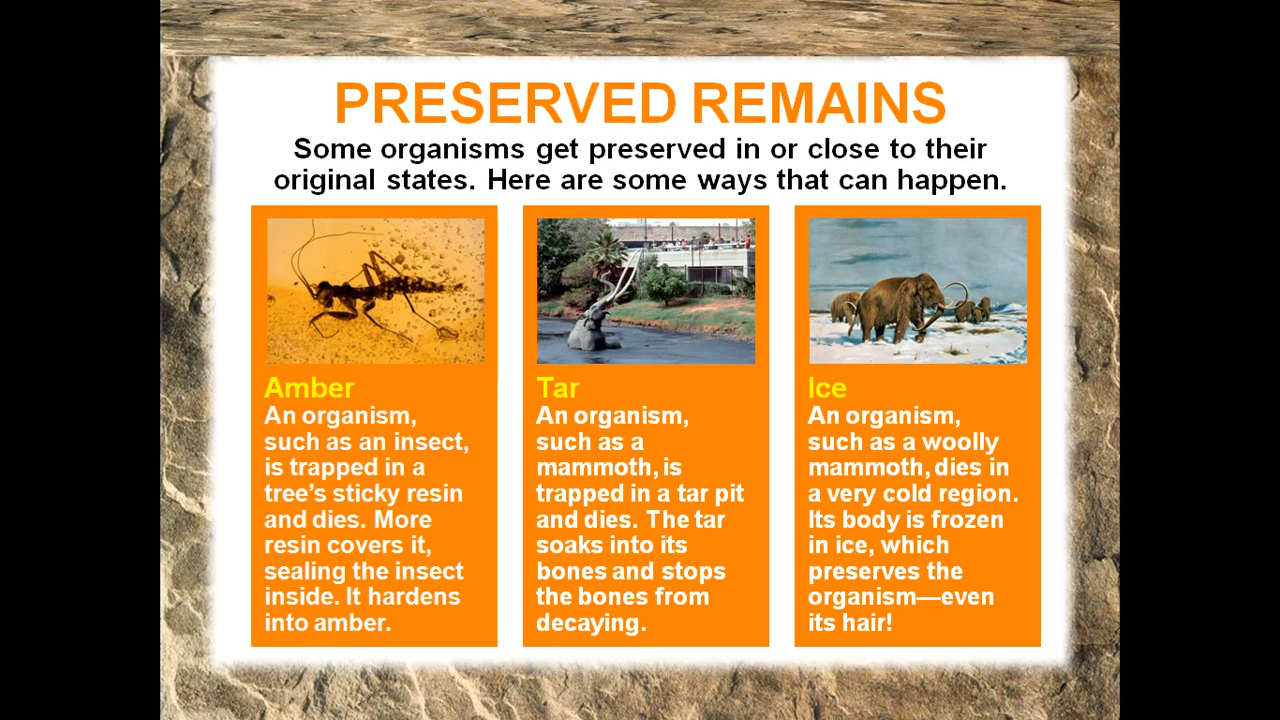 PRESERVED REMAINS
Some organisms get preserved in or close to their
original states. Here are some ways that can happen.
Amber
An organism,
such as an insect,
is trapped in a
tree’s sticky resin
and dies. More
resin covers it,
sealing the insect
inside. It hardens
into amber.
Tar
An organism,
such as a
mammoth, is
trapped in a tar pit
and dies. The tar
soaks into its
bones and stops
the bones from
decaying.
Ice
An organism,
such as a woolly
mammoth, dies in
a very cold region.
Its body is frozen
in ice, which
preserves the
organism—even
its hair!